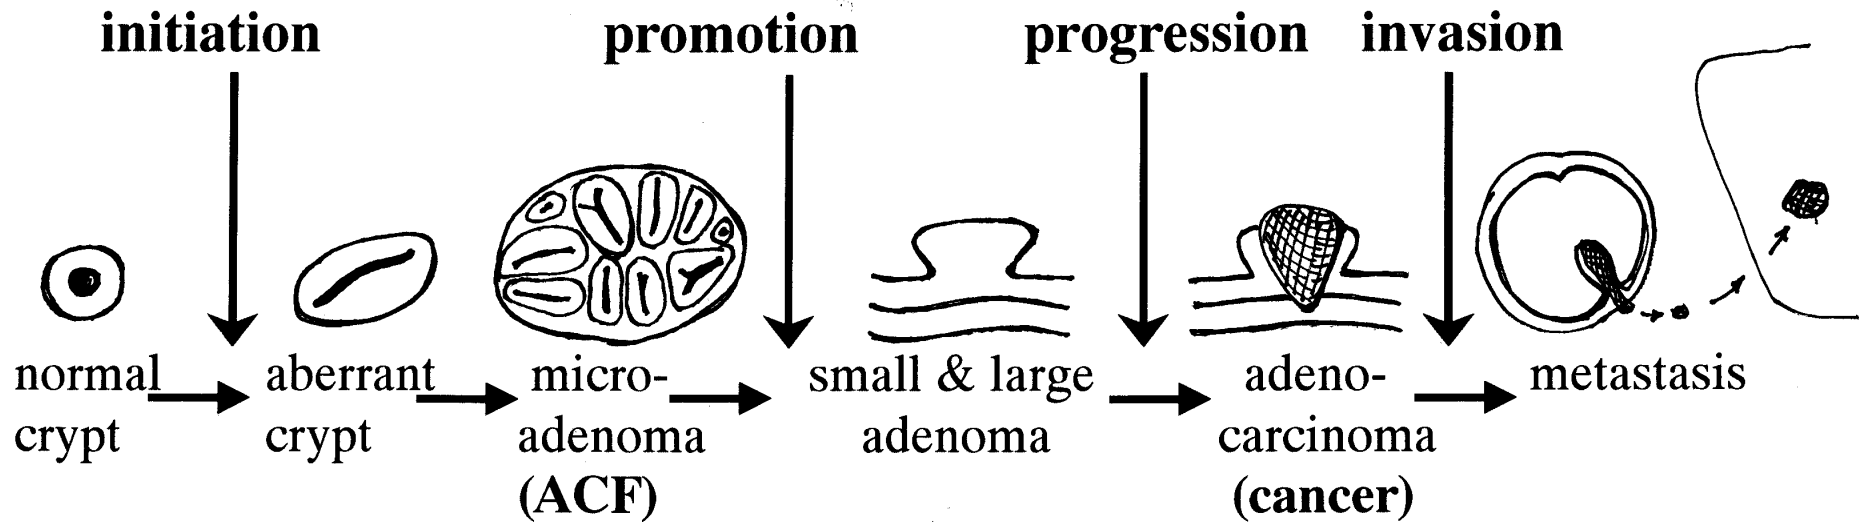 initiation promotion progression invasion
normal aberrant micro- small & large adeno- metastasis
crypt crypt adenoma adenoma carcinoma
(ACF) (cancer)